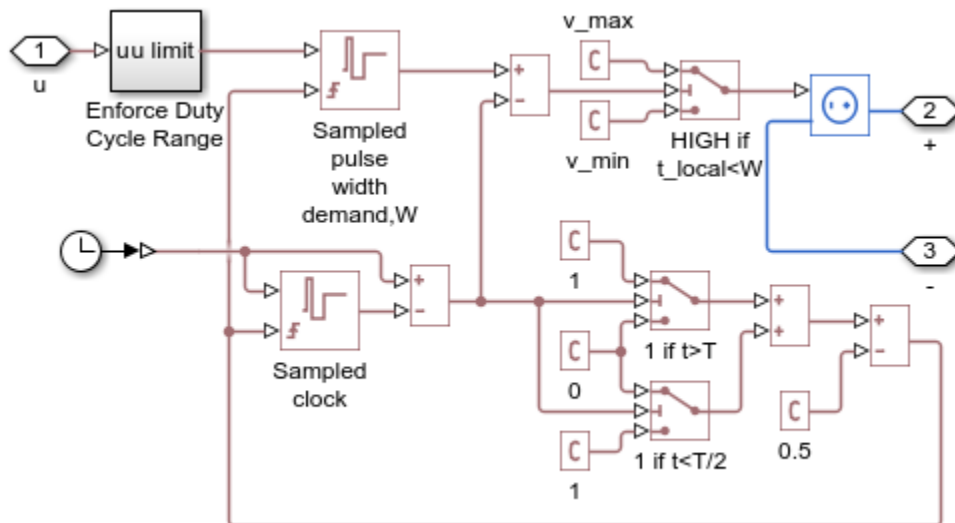 1
u
uu limit
Enforce Duty
Cycle Range
Sampled
pulse
width
demand,W
+
-
v_max
C
C
v_min
HIGH if
t_local<W
2
+
3
-
Sampled
clock
+
-
C
1
C
0
C
1
1 if t>T
1 if t<T/2
+
+
C
0.5
+
-